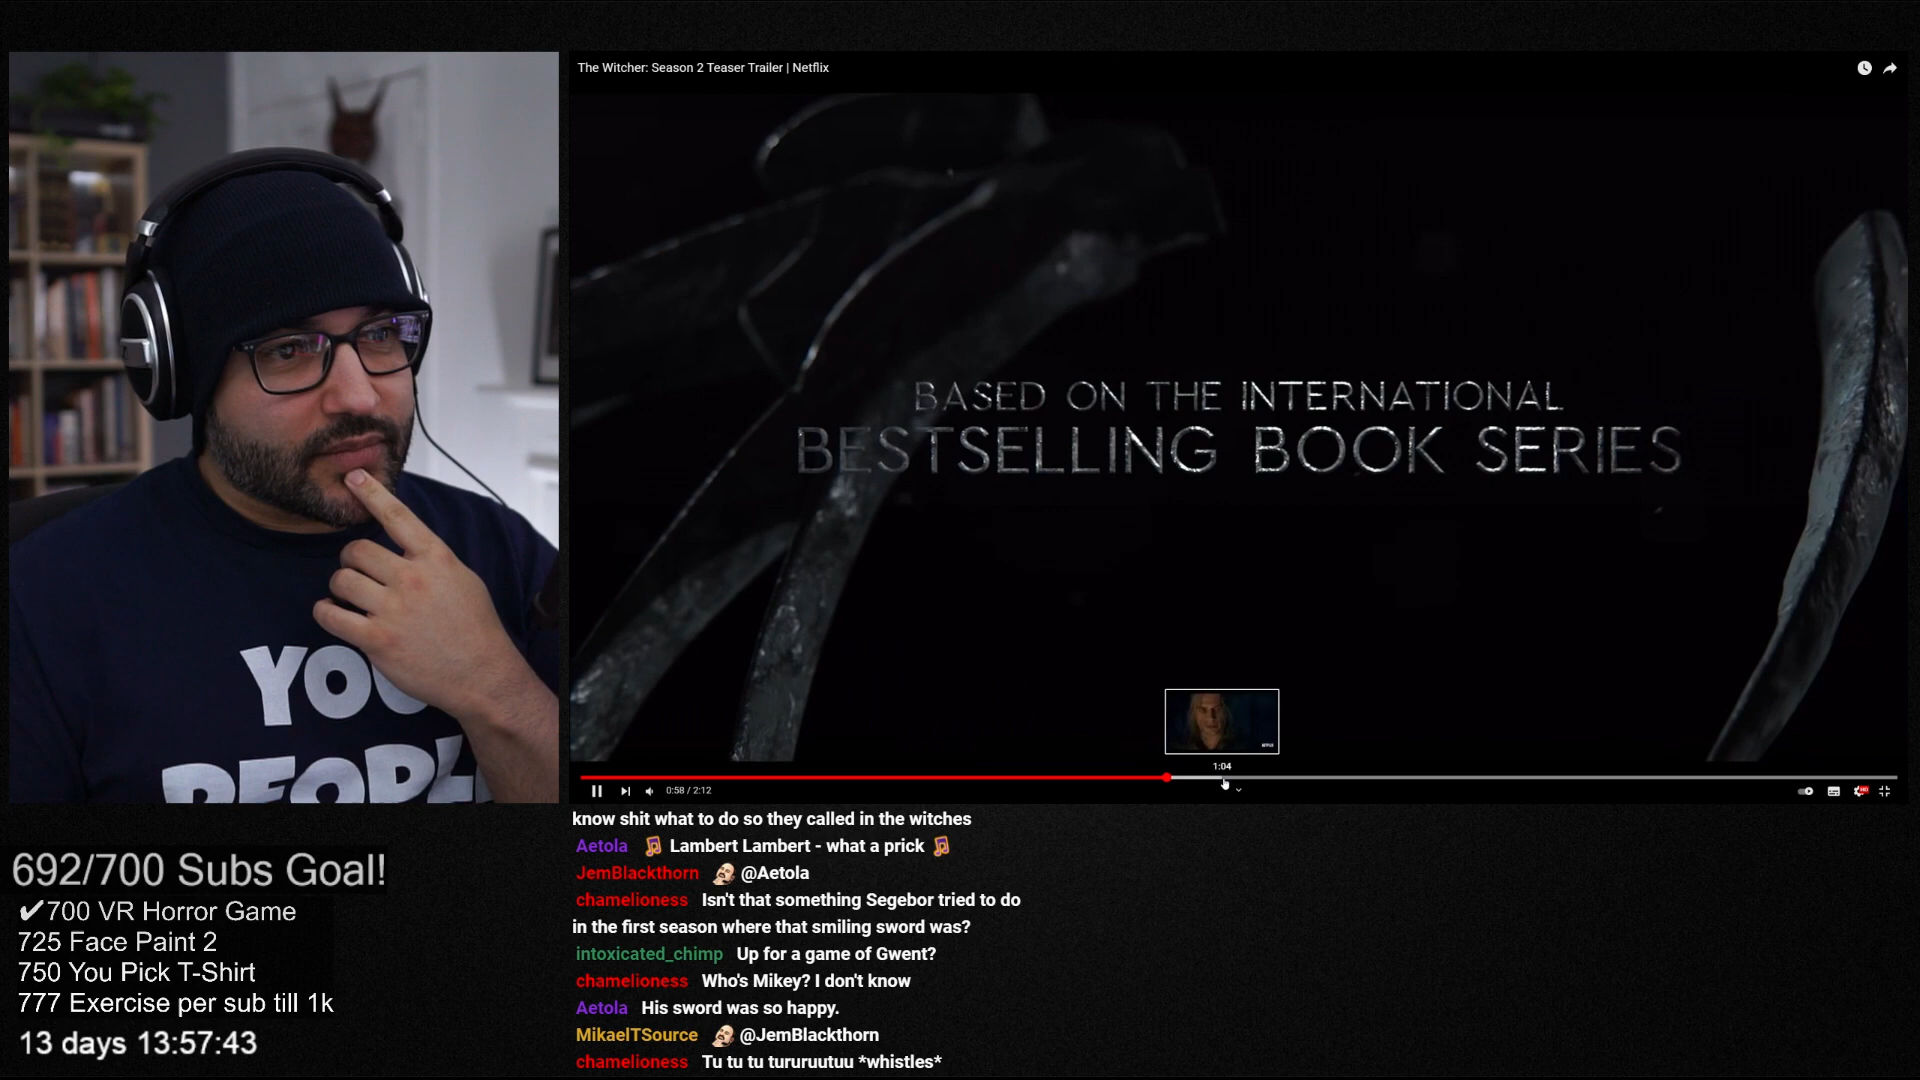 The Witcher: Season 2 Teaser Trailer | Netflix
BASED ON THE INTERNATIONAL
BESTSELLING BOOK SERIES
YOU
PEOPL
1:04
0:58 / 2:12
HD
know shit what to do so they called in the witches
Aetola Lambert Lambert - what a prick
JemBlackthorn @Aetola
chamelioness Isn't that something Segebor tried to do
in the first season where that smiling sword was?
intoxicated_chimp Up for a game of Gwent?
chamelioness Who's Mikey? I don't know
Aetola His sword was so happy.
MikaelTSource @JemBlackthorn
chamelioness Tu tu tu tururuutuu *whistles*
692/700 Subs Goal!
✔700 VR Horror Game
725 Face Paint 2
750 You Pick T-Shirt
777 Exercise per sub till 1k
13 days 13:57:43